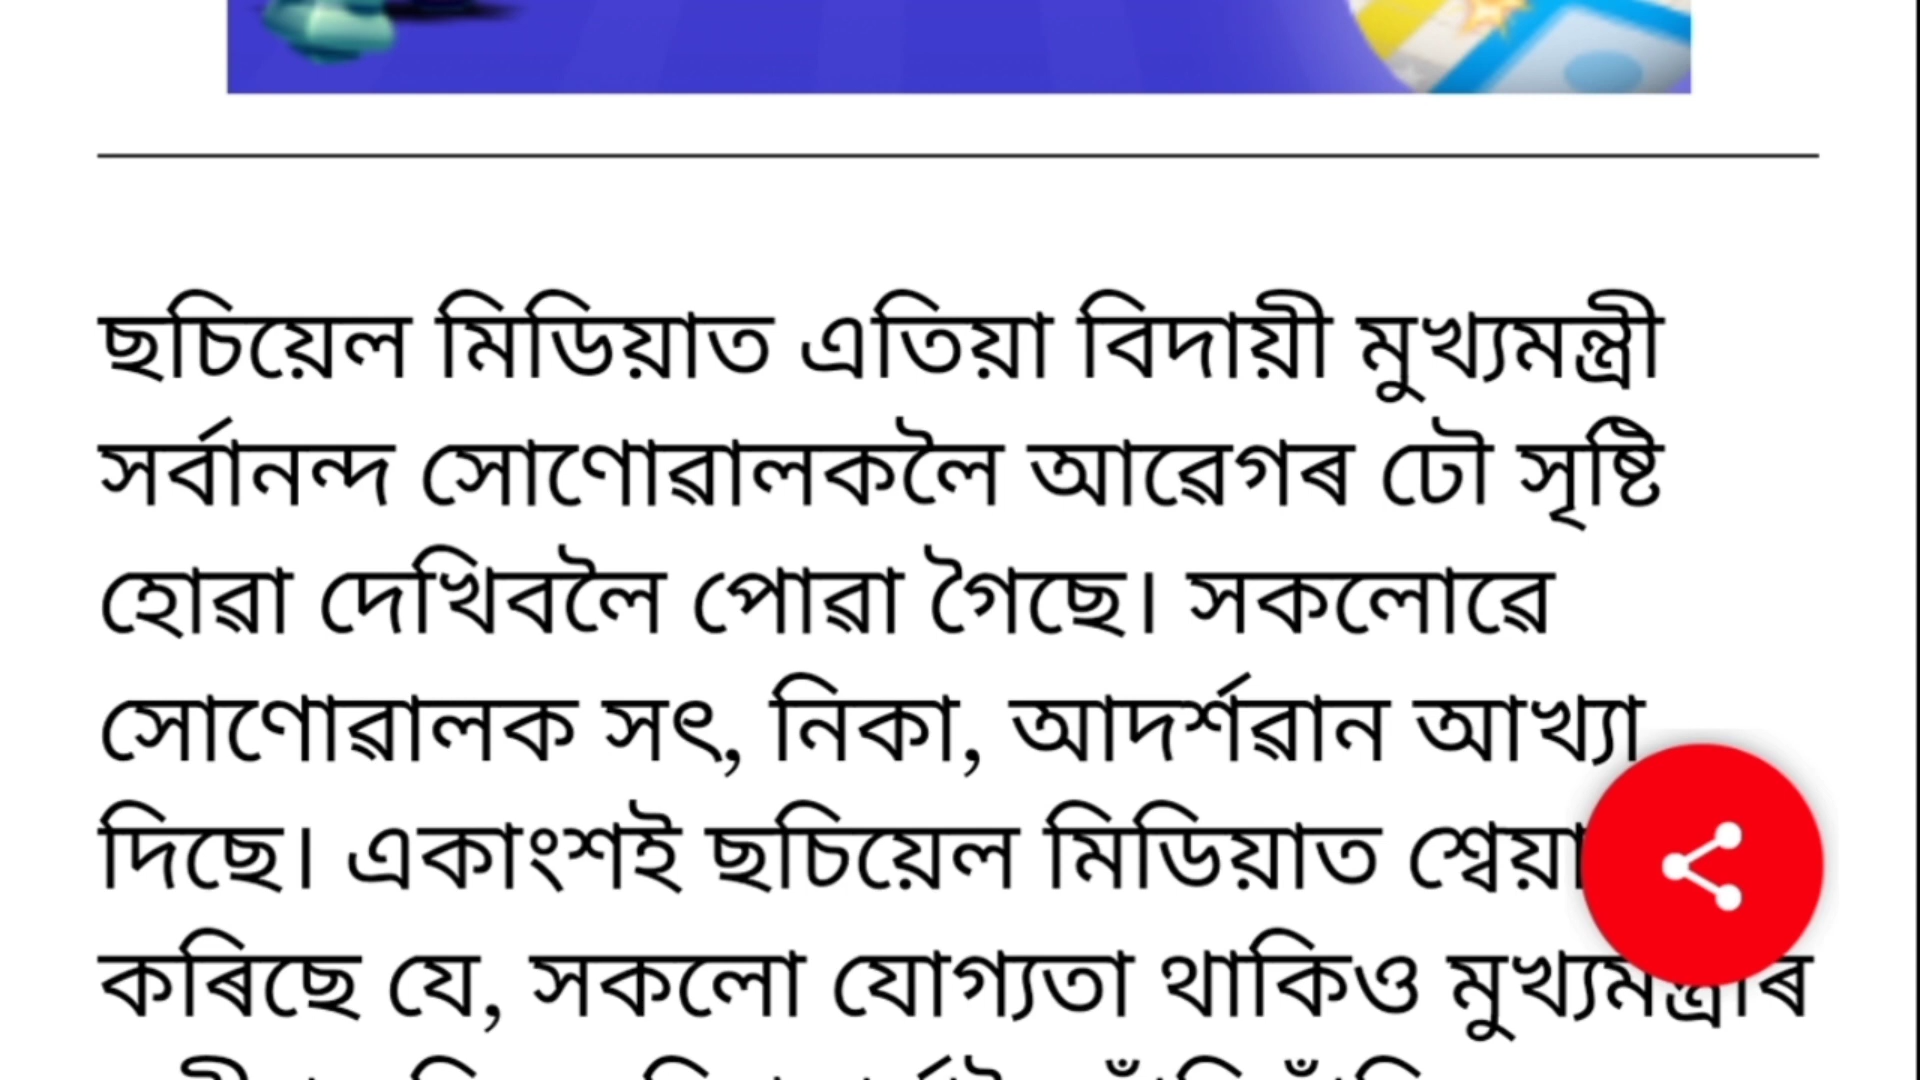 ছচিয়েল মিডিয়াত এতিয়া বিদায়ী মুখ্যমন্ত্ৰী
সৰ্বানন্দ সোণোৱালকলৈ আৱেগৰ ঢৌ সৃষ্টি
হোৱা দেখিবলৈ পোৱা গৈছে। সকলোৱে
সোণোৱালক সৎ, নিকা, আদৰ্শৱান আখ্যা
দিছে। একাংশই ছচিয়েল মিডিয়াত
কৰিছে যে, সকলো যোগ্যতা থাকিও মুখ্যমন্ত্ৰীৰ